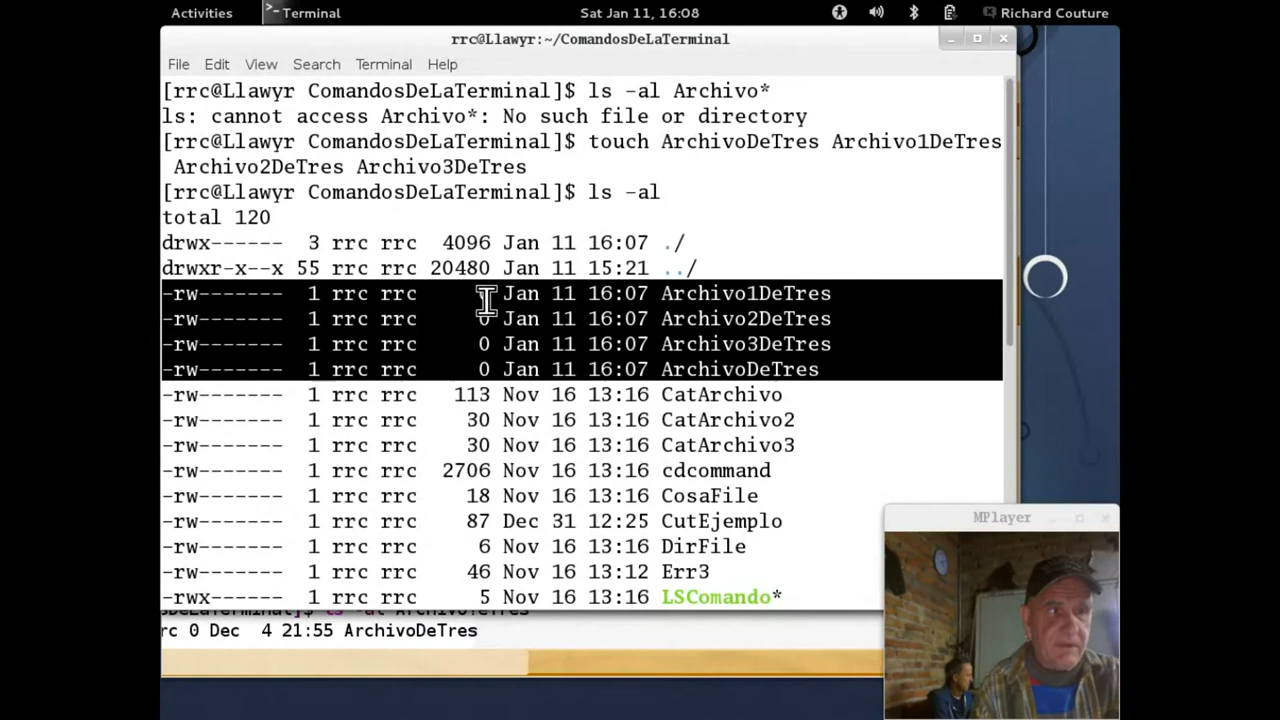 Activities Terminal Sat Jan 11, 16:08 Richard Couture
rrc@Llawyr:~/ComandosDeLaTerminal
File Edit View Search Terminal Help
[rrc@Llawyr ComandosDeLaTerminal]$ ls -al Archivo*
ls: cannot access Archivo*: No such file or directory
[rrc@Llawyr ComandosDeLaTerminal]$ touch ArchivoDeTres Archivo1DeTres
Archivo2DeTres Archivo3DeTres
[rrc@Llawyr ComandosDeLaTerminal]$ ls -al
total 120
drwx------ 3 rrc rrc 4096 Jan 11 16:07 ./
drwxr-x--x 55 rrc rrc 20480 Jan 11 15:21 ../
-rw------- 1 rrc rrc Jan 11 16:07 Archivo1DeTres
-rw------- 1 rrc rrc 0 Jan 11 16:07 Archivo2DeTres
-rw------- 1 rrc rrc 0 Jan 11 16:07 Archivo3DeTres
-rw------- 1 rrc rrc 0 Jan 11 16:07 ArchivoDeTres
-rw------- 1 rrc rrc 113 Nov 16 13:16 CatArchivo
-rw------- 1 rrc rrc 30 Nov 16 13:16 CatArchivo2
-rw------- 1 rrc rrc 30 Nov 16 13:16 CatArchivo3
-rw------- 1 rrc rrc 2706 Nov 16 13:16 cdcommand
-rw------- 1 rrc rrc 18 Nov 16 13:16 CosaFile
-rw------- 1 rrc rrc 87 Dec 31 12:25 CutEjemplo
-rw------- 1 rrc rrc 6 Nov 16 13:16 DirFile
-rw------- 1 rrc rrc 46 Nov 16 13:12 Err3
-rwx------ 1 rrc rrc 5 Nov 16 13:16 LSComando*
MPlayer
rc 0 Dec 4 21:55 ArchivoDeTres